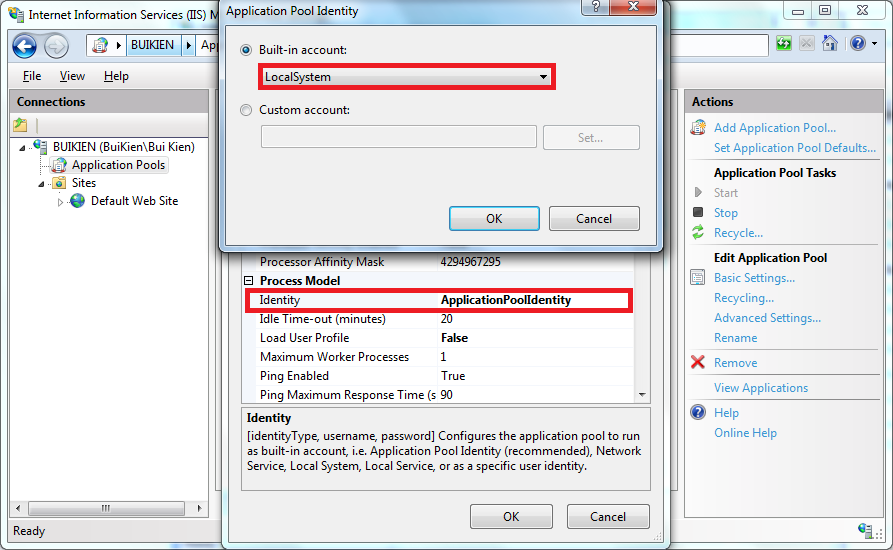 Internet Information Services (IIS) M
Application Pool Identity
BUIKIEN
Ap
File View Help
Connections
BUIKIEN (BuiKien\Bui Kien)
Application Pools
Sites
Default Web Site
Ready
Built-in account:
LocalSystem
Custom account:
Set...
OK Cancel
Processor Affinity Mask 4294967295
Process Model
Identity ApplicationPoolIdentity
Idle Time-out (minutes) 20
Load User Profile False
Maximum Worker Processes 1
Ping Enabled True
Ping Maximum Response Time (s 90
Identity
[identityType, username, password] Configures the application pool to run
as built-in account, i.e. Application Pool Identity (recommended), Network
Service, Local System, Local Service, or as a specific user identity.
OK Cancel
Actions
Add Application Pool...
Set Application Pool Defaults...
Application Pool Tasks
Start
Stop
Recycle...
Edit Application Pool
Basic Settings...
Recycling...
Advanced Settings...
Rename
Remove
View Applications
Help
Online Help